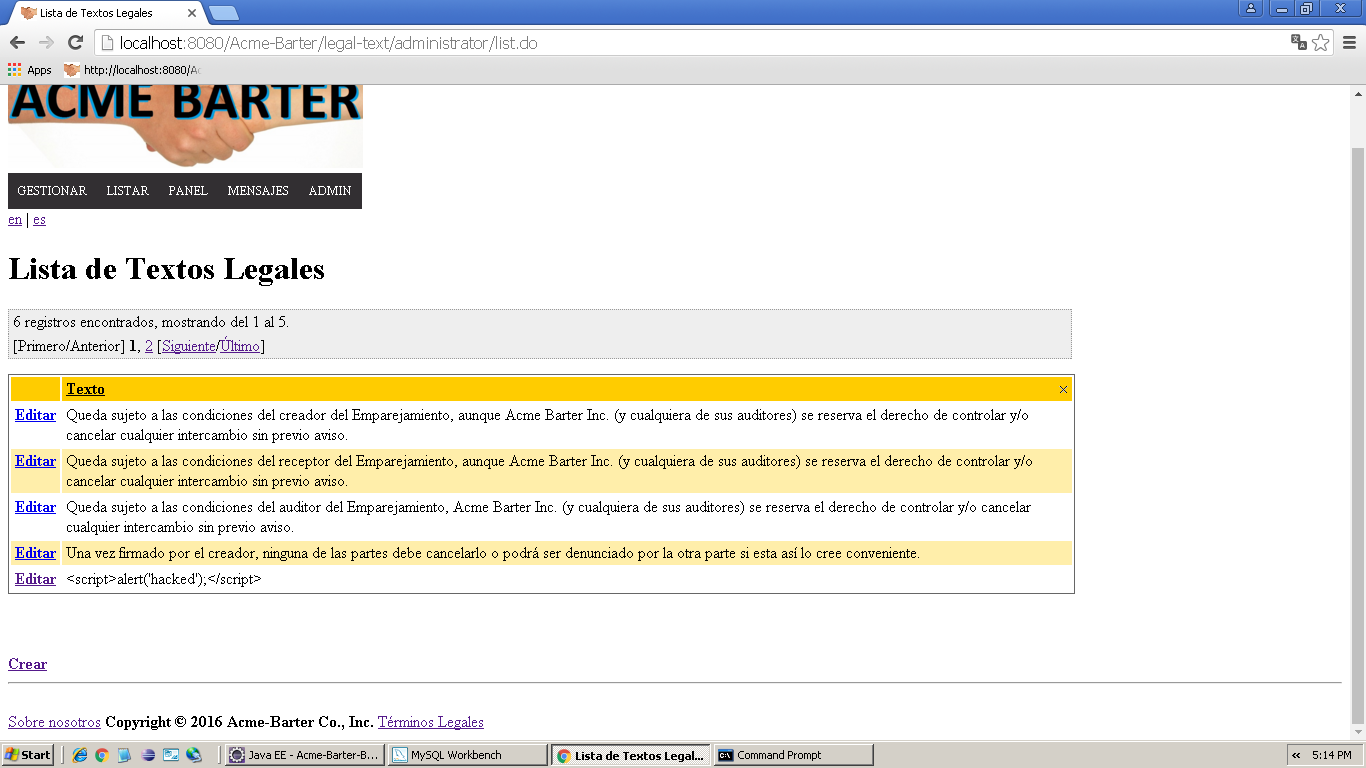 Lista de Textos Legales
localhost:8080/Acme-Barter/legal-text/administrator/list.do
Apps http://localhost:8080/Ac
ACME BARTER
GESTIONAR LISTAR PANEL MENSAJES ADMIN
en | es
Lista de Textos Legales
6 registros encontrados, mostrando del 1 al 5.
[Primero/Anterior] 1, 2 [Siguiente/Último]
Texto ×
Editar Queda sujeto a las condiciones del creador del Emparejamiento, aunque Acme Barter Inc. (y cualquiera de sus auditores) se reserva el derecho de controlar y/o
cancelar cualquier intercambio sin previo aviso.
Editar Queda sujeto a las condiciones del receptor del Emparejamiento, aunque Acme Barter Inc. (y cualquiera de sus auditores) se reserva el derecho de controlar y/o
cancelar cualquier intercambio sin previo aviso.
Editar Queda sujeto a las condiciones del auditor del Emparejamiento, Acme Barter Inc. (y cualquiera de sus auditores) se reserva el derecho de controlar y/o cancelar
cualquier intercambio sin previo aviso.
Editar Una vez firmado por el creador, ninguna de las partes debe cancelarlo o podrá ser denunciado por la otra parte si esta así lo cree conveniente.
Editar <script>alert('hacked');</script>
Crear
Sobre nosotros Copyright © 2016 Acme-Barter Co., Inc. Términos Legales
Start Java EE - Acme-Barter-B... MySQL Workbench Lista de Textos Legal... Command Prompt « 5:14 PM